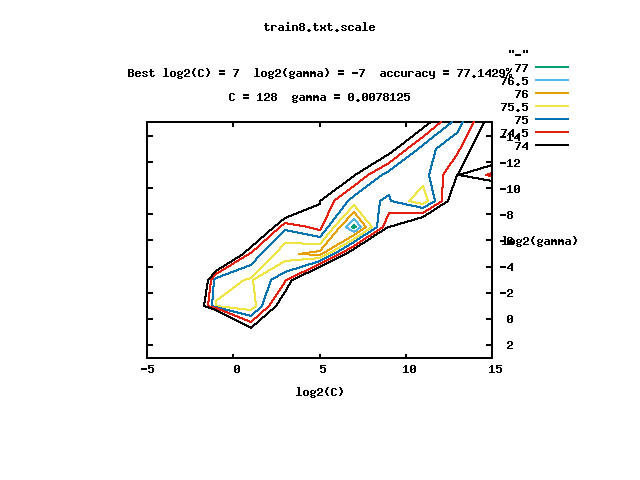 train8.txt.scale
"-"
Best log2(C) = 7  log2(gamma) = -7  accuracy = 77.1429%
C = 128  gamma = 0.0078125
77
76.5
76
75.5
75
74.5
74
-14
-12
-10
-8
-6
-4
-2
0
2
log2(gamma)
-5 0 5 10 15
log2(C)